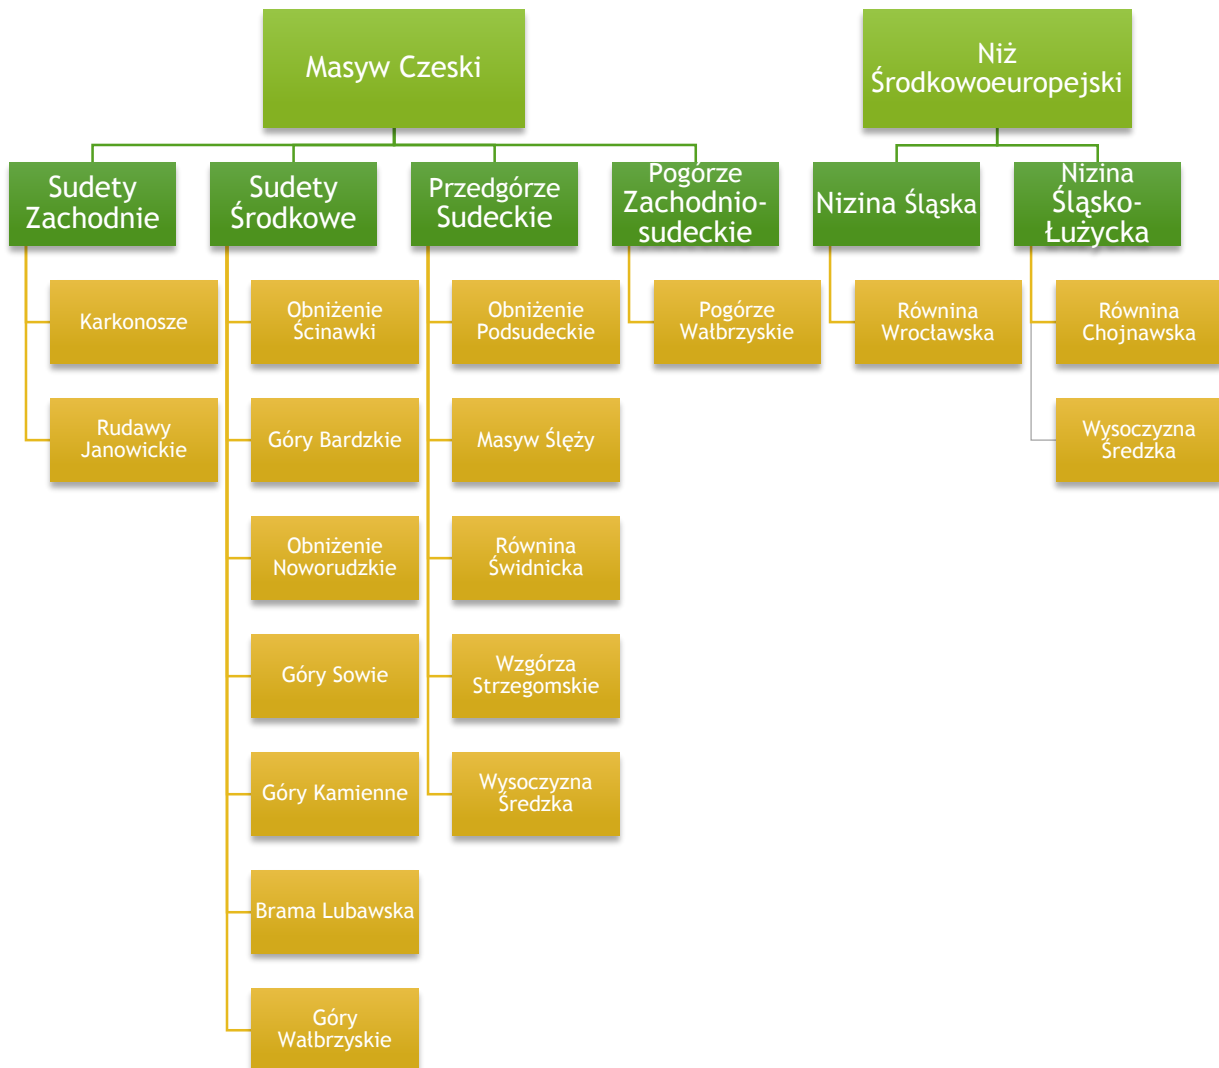 Masyw Czeski
Niż
Środkowoeuropejski
Sudety
Zachodnie
Sudety
Środkowe
Przedgórze
Sudeckie
Pogórze
Zachodnio-
sudeckie
Nizina Śląska
Nizina
Śląsko-
Łużycka
Karkonosze
Rudawy
Janowickie
Obniżenie
Ścinawki
Góry Bardzkie
Obniżenie
Noworudzkie
Góry Sowie
Góry Kamienne
Brama Lubawska
Góry
Wałbrzyskie
Obniżenie
Podsudeckie
Masyw Ślęży
Równina
Świdnicka
Wzgórza
Strzegomskie
Wysoczyzna
Średzka
Pogórze
Wałbrzyskie
Równina
Wrocławska
Równina
Chojnawska
Wysoczyzna
Średzka